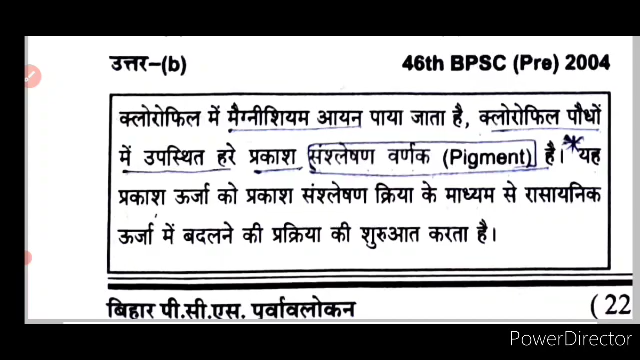 उत्तर–(b) 46th BPSC (Pre) 2004
क्लोरोफिल में मैग्नीशियम आयन पाया जाता है, क्लोरोफिल पौधों
में उपस्थित हरे प्रकाश संश्लेषण वर्णक (Pigment) है। यह
प्रकाश ऊर्जा को प्रकाश संश्लेषण क्रिया के माध्यम से रासायनिक
ऊर्जा में बदलने की प्रक्रिया की शुरुआत करता है।
बिहार पी.सी.एस. पूर्वावलोकन (22
PowerDirector